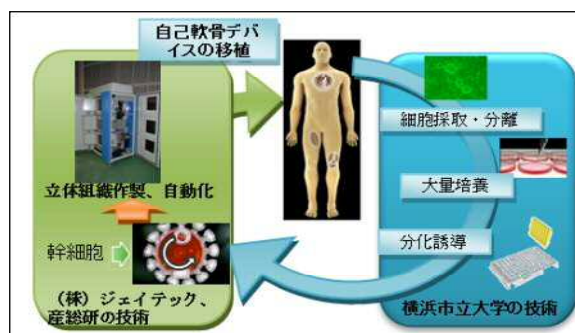 自己軟骨デバ
イスの移植
細胞採取・分離
立体組織作製、自動化
大量培養
幹細胞
分化誘導
(株)ジェイテック、
産総研の技術
横浜市立大学の技術